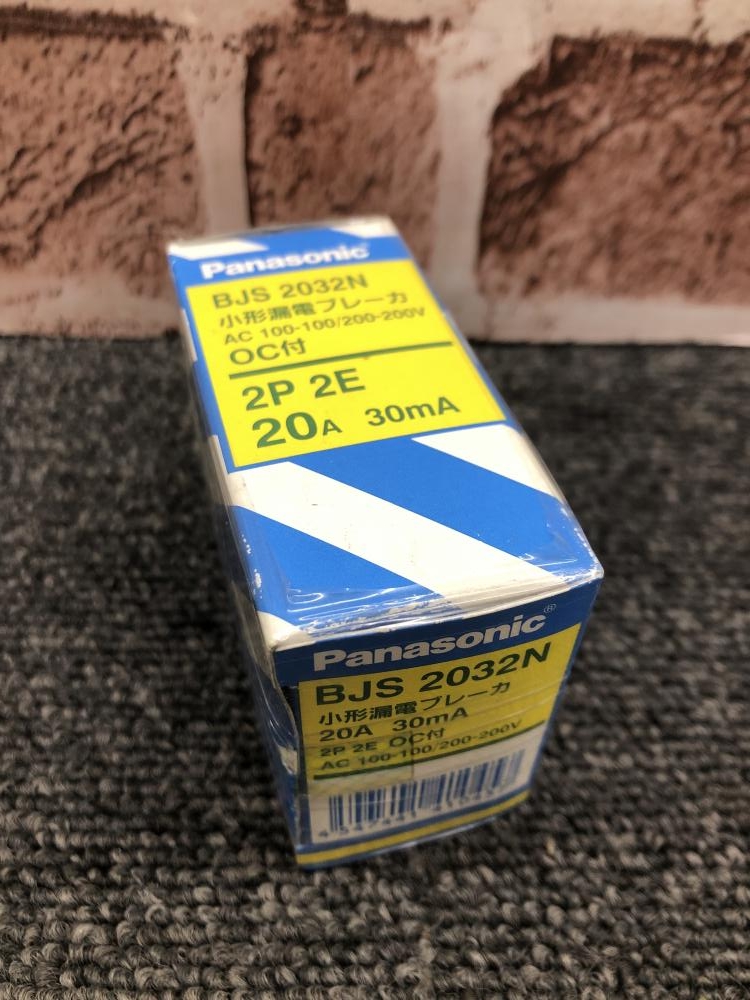 Panasonic®
BJS 2032N
小形漏電ブレーカ
AC 100-100/200-200V
OC付
2P 2E
20A 30mA
Panasonic®
BJS 2032N
小形漏電ブレーカ
20A 30mA
2P 2E OC付
AC 100-100/200-200V